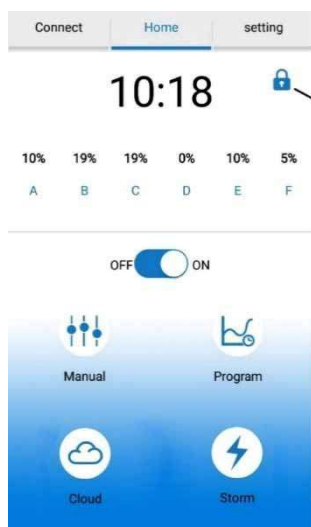 Connect Home setting
10:18
10% 19% 19% 0% 10% 5%
A B C D E F
OFF ON
Manual Program
Cloud Storm